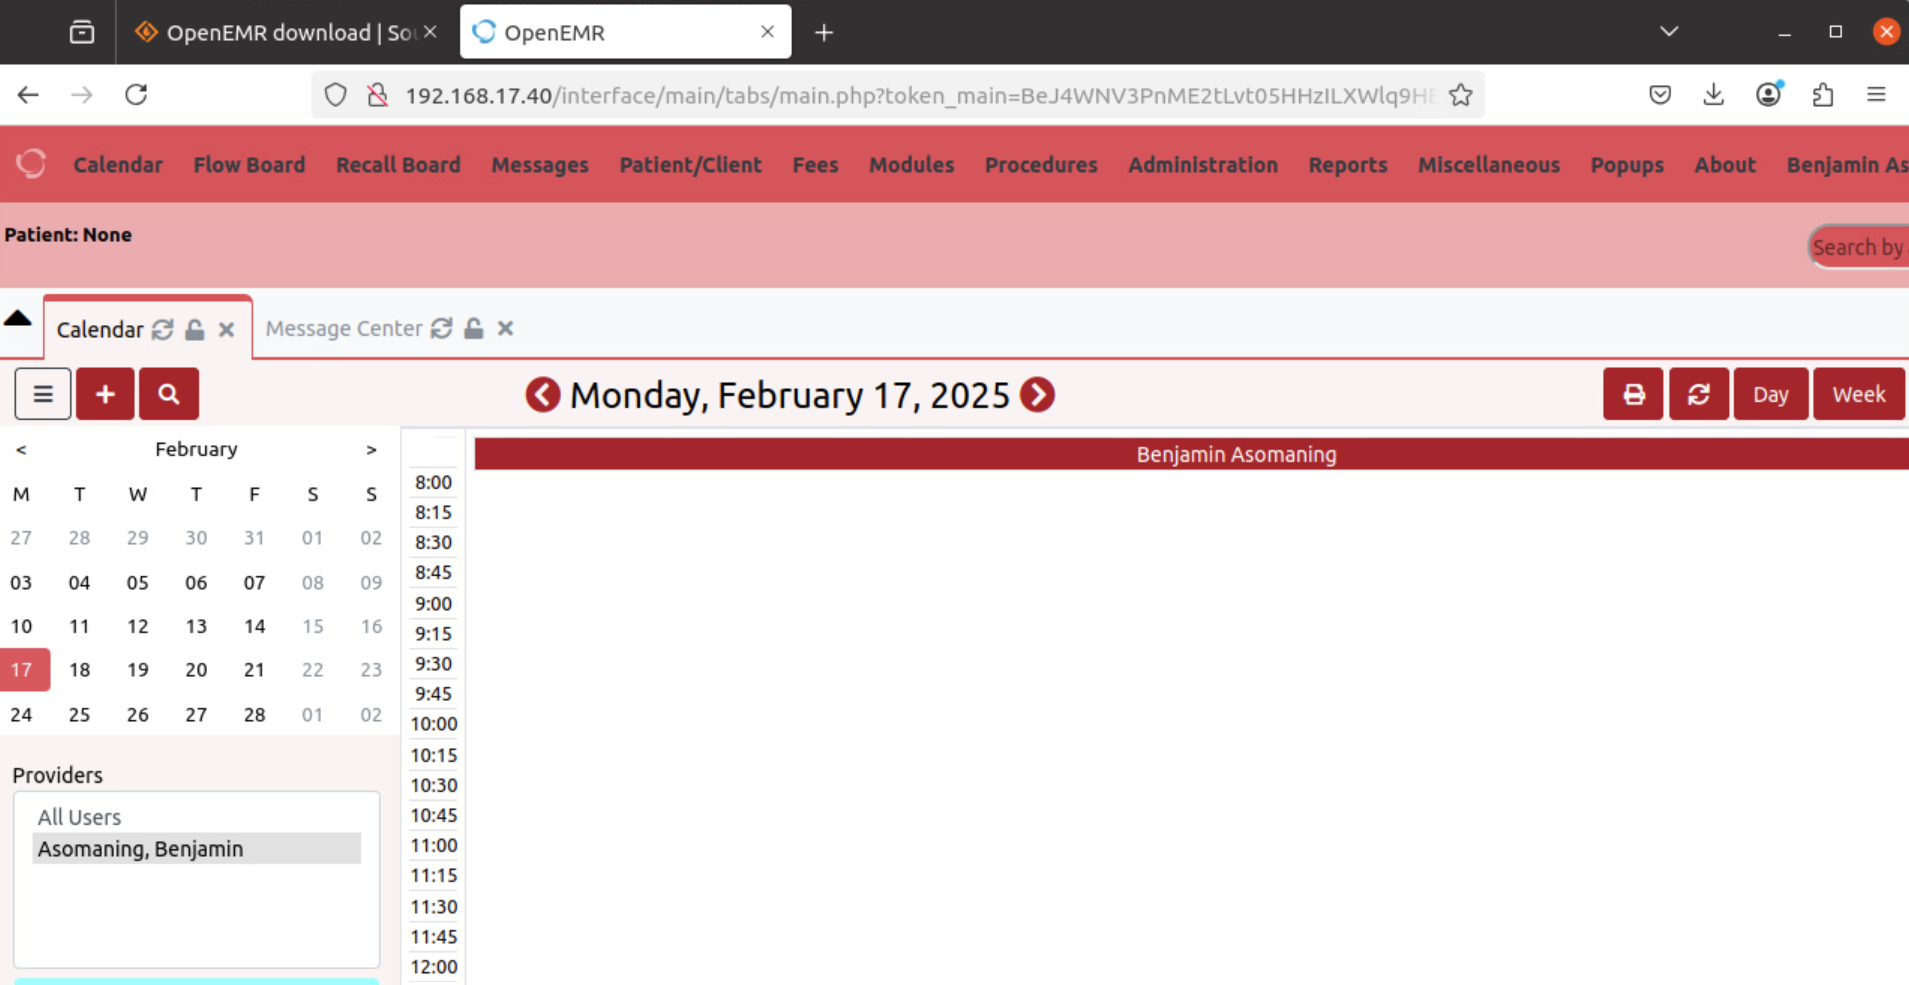 OpenEMR download | Sou
OpenEMR
192.168.17.40/interface/main/tabs/main.php?token_main=BeJ4WNV3PnME2tLvt05HHzILXWlq9HE
Calendar Flow Board Recall Board Messages Patient/Client Fees Modules Procedures Administration Reports Miscellaneous Popups About Benjamin As
Patient: None
Search by
Calendar
Message Center
Monday, February 17, 2025
Day
Week
< February >
M T W T F S S
27 28 29 30 31 01 02
03 04 05 06 07 08 09
10 11 12 13 14 15 16
17 18 19 20 21 22 23
24 25 26 27 28 01 02
Providers
All Users
Asomaning, Benjamin
Benjamin Asomaning
8:00
8:15
8:30
8:45
9:00
9:15
9:30
9:45
10:00
10:15
10:30
10:45
11:00
11:15
11:30
11:45
12:00